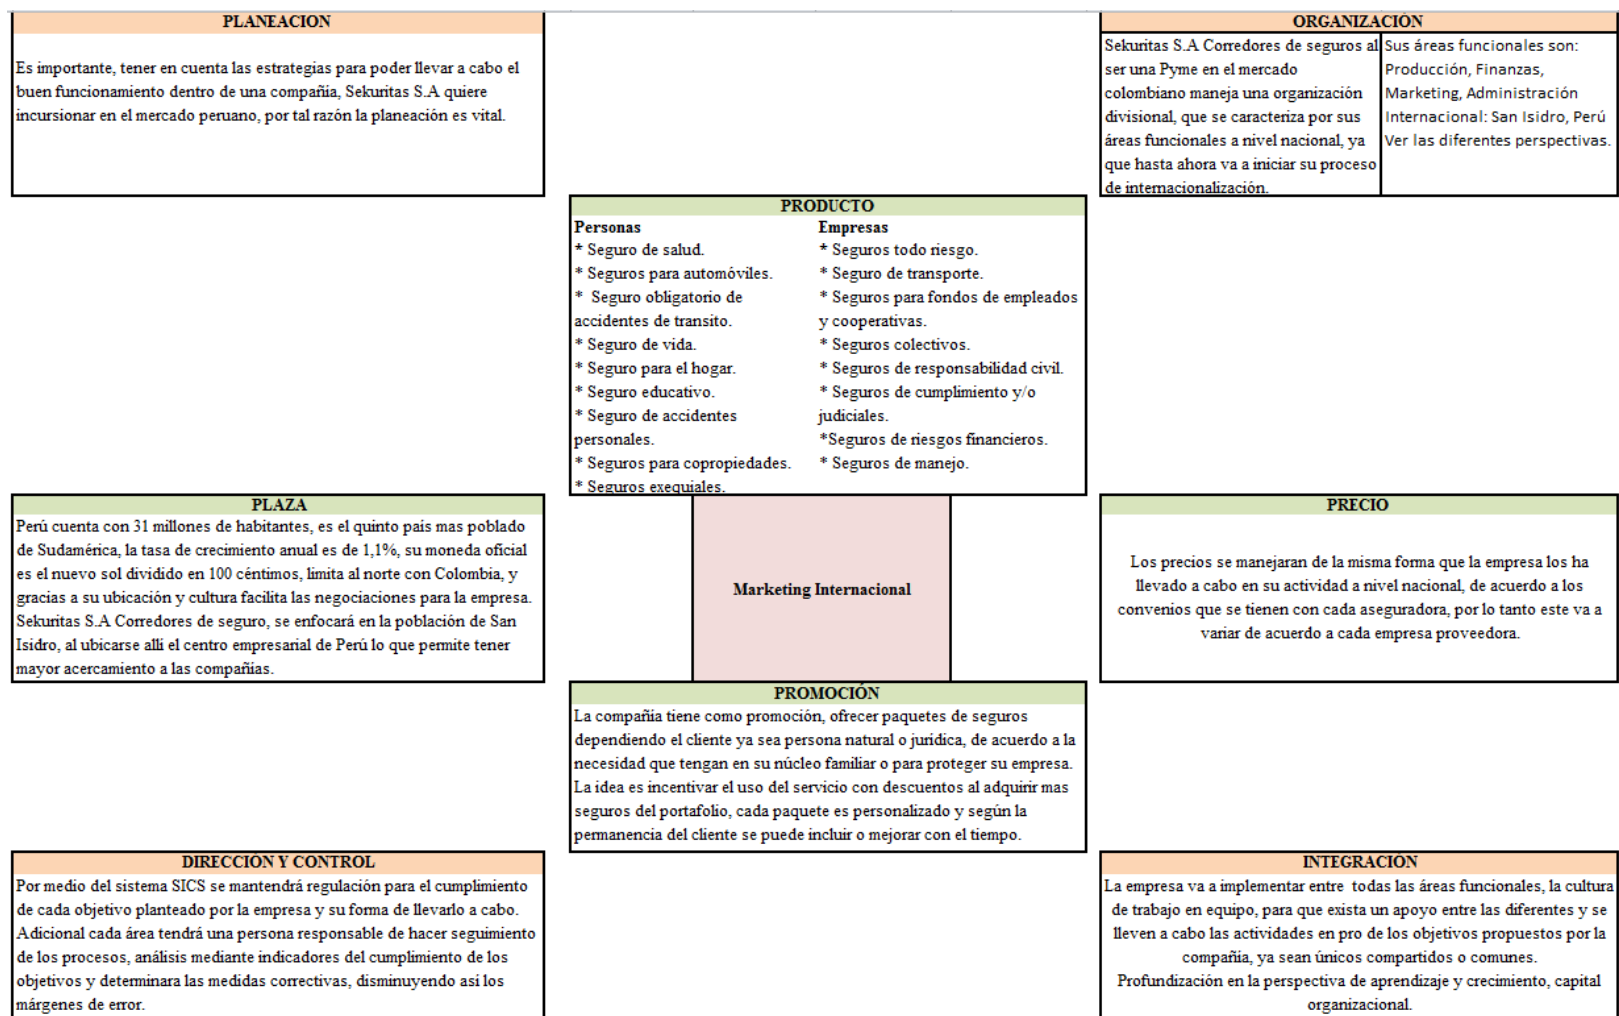 PLANEACION
Es importante, tener en cuenta las estrategias para poder llevar a cabo el
buen funcionamiento dentro de una compañía, Sekuritas S.A quiere
incursionar en el mercado peruano, por tal razón la planeación es vital.
ORGANIZACIÓN
Sekuritas S.A Corredores de seguros al
ser una Pyme en el mercado
colombiano maneja una organización
divisional, que se caracteriza por sus
áreas funcionales a nivel nacional, ya
que hasta ahora va a iniciar su proceso
de internacionalización.
Sus áreas funcionales son:
Producción, Finanzas,
Marketing, Administración
Internacional: San Isidro, Perú
Ver las diferentes perspectivas.
PRODUCTO
Personas
* Seguro de salud.
* Seguros para automóviles.
* Seguro obligatorio de
accidentes de transito.
* Seguro de vida.
* Seguro para el hogar.
* Seguro educativo.
* Seguro de accidentes
personales.
* Seguros para copropiedades.
* Seguros exequiales.
Empresas
* Seguros todo riesgo.
* Seguro de transporte.
* Seguros para fondos de empleados
y cooperativas.
* Seguros colectivos.
* Seguros de responsabilidad civil.
* Seguros de cumplimiento y/o
judiciales.
*Seguros de riesgos financieros.
* Seguros de manejo.
PLAZA
Perú cuenta con 31 millones de habitantes, es el quinto país mas poblado
de Sudamérica, la tasa de crecimiento anual es de 1,1%, su moneda oficial
es el nuevo sol dividido en 100 céntimos, limita al norte con Colombia, y
gracias a su ubicación y cultura facilita las negociaciones para la empresa.
Sekuritas S.A Corredores de seguro, se enfocará en la población de San
Isidro, al ubicarse allí el centro empresarial de Perú lo que permite tener
mayor acercamiento a las compañías.
Marketing Internacional
PRECIO
Los precios se manejaran de la misma forma que la empresa los ha
llevado a cabo en su actividad a nivel nacional, de acuerdo a los
convenios que se tienen con cada aseguradora, por lo tanto este va a
variar de acuerdo a cada empresa proveedora.
PROMOCIÓN
La compañía tiene como promoción, ofrecer paquetes de seguros
dependiendo el cliente ya sea persona natural o jurídica, de acuerdo a la
necesidad que tengan en su núcleo familiar o para proteger su empresa.
La idea es incentivar el uso del servicio con descuentos al adquirir mas
seguros del portafolio, cada paquete es personalizado y según la
permanencia del cliente se puede incluir o mejorar con el tiempo.
DIRECCIÓN Y CONTROL
Por medio del sistema SICS se mantendrá regulación para el cumplimiento
de cada objetivo planteado por la empresa y su forma de llevarlo a cabo.
Adicional cada área tendrá una persona responsable de hacer seguimiento
de los procesos, análisis mediante indicadores del cumplimiento de los
objetivos y determinara las medidas correctivas, disminuyendo así los
márgenes de error.
INTEGRACIÓN
La empresa va a implementar entre todas las áreas funcionales, la cultura
de trabajo en equipo, para que exista un apoyo entre las diferentes y se
lleven a cabo las actividades en pro de los objetivos propuestos por la
compañía, ya sean únicos compartidos o comunes.
Profundización en la perspectiva de aprendizaje y crecimiento, capital
organizacional.